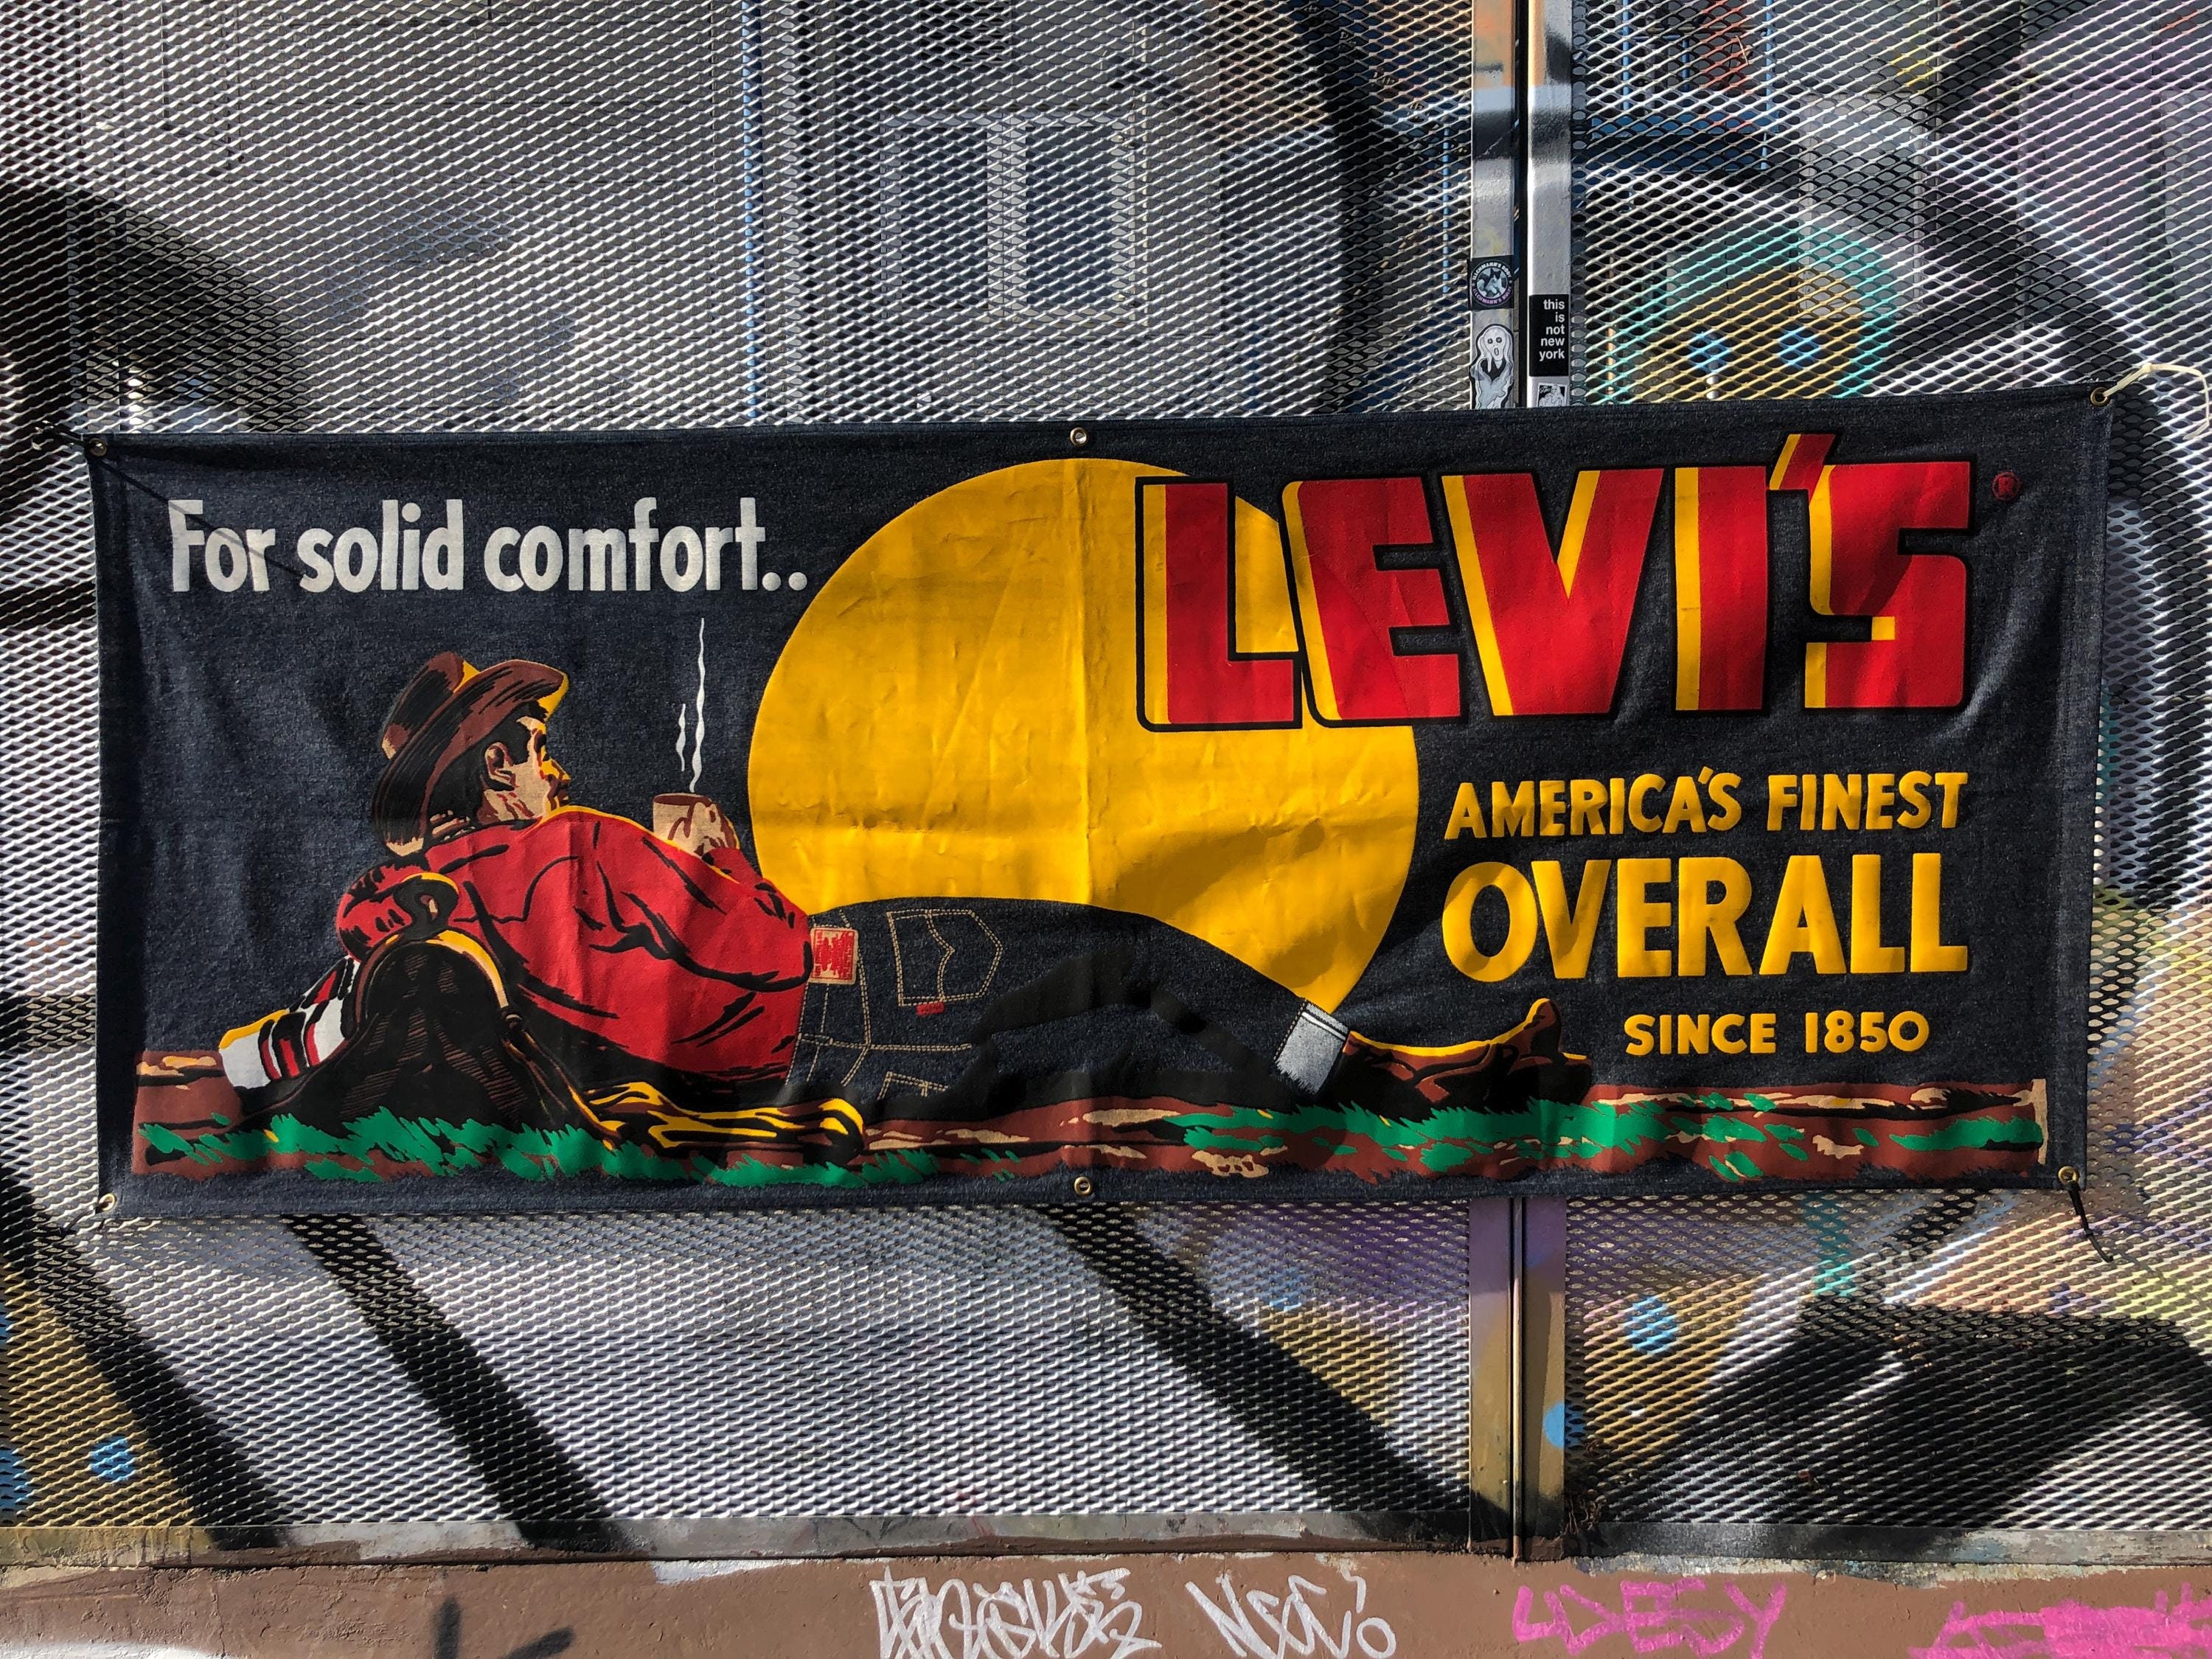 this
is
not
new
york
For solid comfort..
LEVI'S®
AMERICA'S FINEST
OVERALL
SINCE 1850